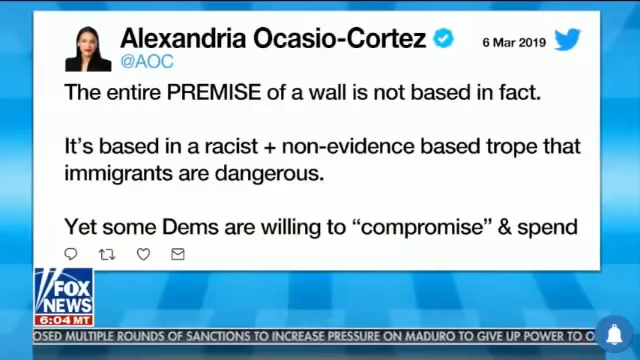 Alexandria Ocasio-Cortez
6 Mar 2019
@AOC
The entire PREMISE of a wall is not based in fact.
It's based in a racist + non-evidence based trope that
immigrants are dangerous.
Yet some Dems are willing to “compromise” & spend
FOX
NEWS
6:04 MT
OSED MULTIPLE ROUNDS OF SANCTIONS TO INCREASE PRESSURE ON MADURO TO GIVE UP POWER TO